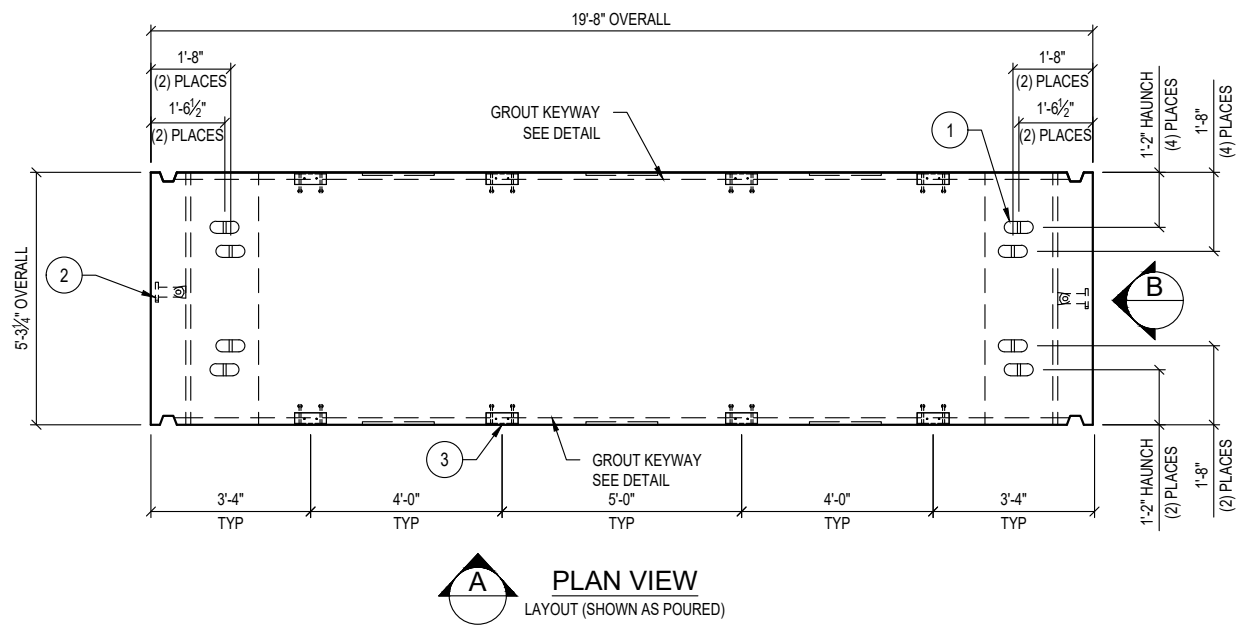 19'-8" OVERALL
1'-8"
(2) PLACES
1'-6½"
(2) PLACES
1'-8"
(2) PLACES
1'-6½"
(2) PLACES
GROUT KEYWAY
SEE DETAIL
1
1'-2" HAUNCH
(4) PLACES
1'-8"
(4) PLACES
5'-3¼" OVERALL
2
B
3
GROUT KEYWAY
SEE DETAIL
1'-2" HAUNCH
(2) PLACES
1'-8"
(2) PLACES
3'-4"
TYP
4'-0"
TYP
5'-0"
TYP
4'-0"
TYP
3'-4"
TYP
A
PLAN VIEW
LAYOUT (SHOWN AS POURED)